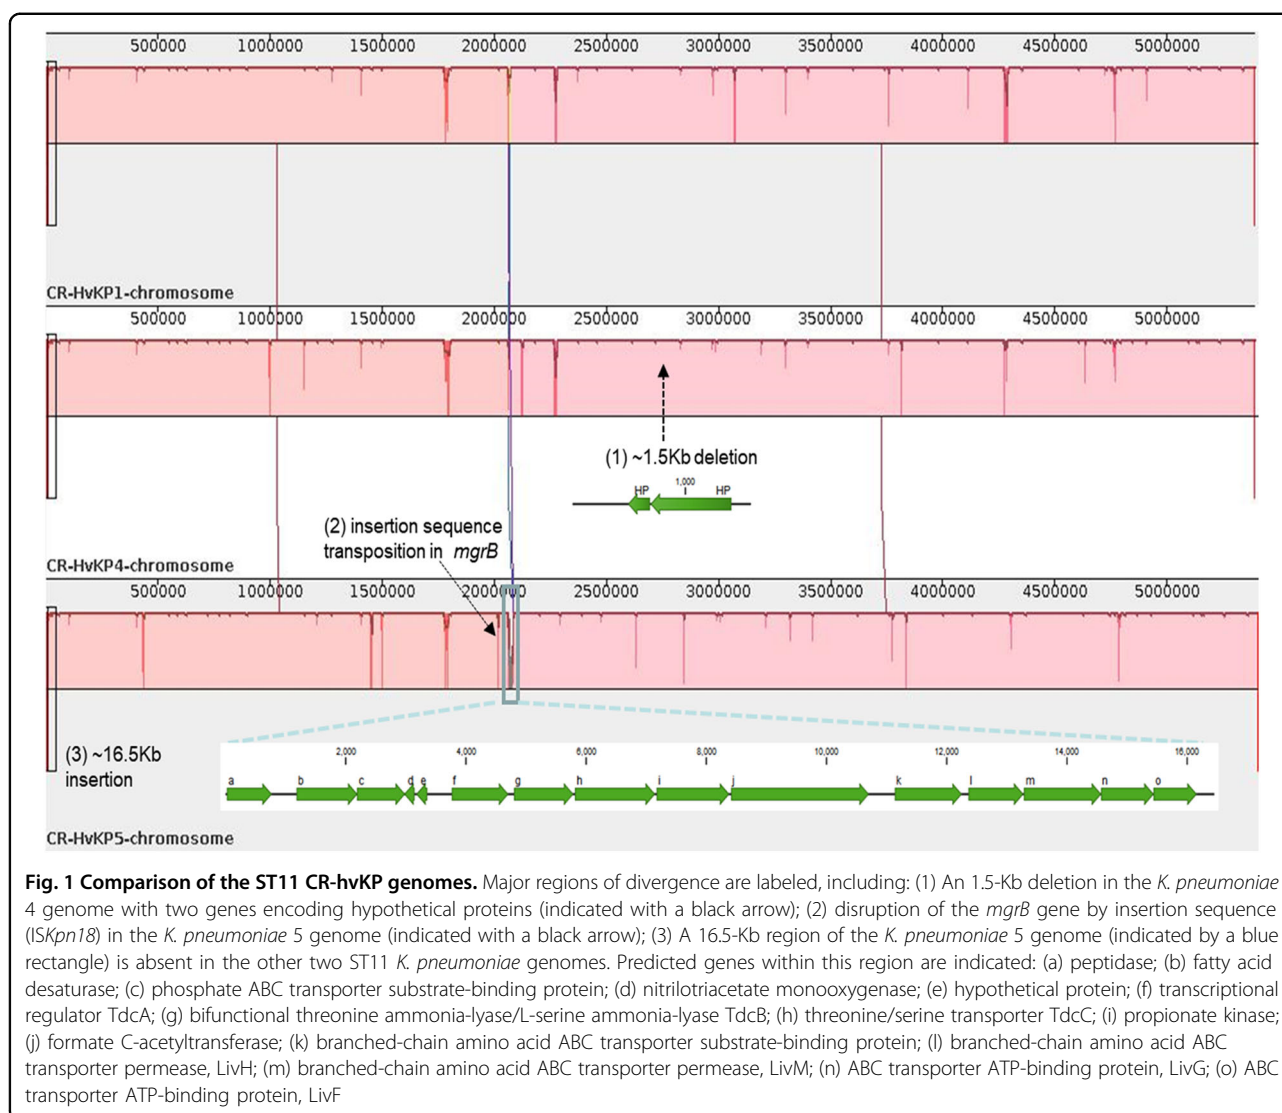 500000 1000000 1500000 2000000 2500000 3000000 3500000 4000000 4500000 5000000
CR-HvKP1-chromosome
500000 1000000 1500000 2000000 2500000 3000000 3500000 4000000 4500000 5000000
(1) ~1.5Kb deletion
HP 1,000 HP
(2) insertion sequence
transposition in mgrB
CR-HvKP4-chromosome
500000 1000000 1500000 2000000 2500000 3000000 3500000 4000000 4500000 5000000
(3) ~16.5Kb
insertion
2,000 4,000 6,000 8,000 10,000 12,000 14,000 16,000
a b c d e f g h i j k l m n o
CR-HvKP5-chromosome
Fig. 1 Comparison of the ST11 CR-hvKP genomes. Major regions of divergence are labeled, including: (1) An 1.5-Kb deletion in the K. pneumoniae
4 genome with two genes encoding hypothetical proteins (indicated with a black arrow); (2) disruption of the mgrB gene by insertion sequence
(ISKpn18) in the K. pneumoniae 5 genome (indicated with a black arrow); (3) A 16.5-Kb region of the K. pneumoniae 5 genome (indicated by a blue
rectangle) is absent in the other two ST11 K. pneumoniae genomes. Predicted genes within this region are indicated: (a) peptidase; (b) fatty acid
desaturase; (c) phosphate ABC transporter substrate-binding protein; (d) nitrilotriacetate monooxygenase; (e) hypothetical protein; (f) transcriptional
regulator TdcA; (g) bifunctional threonine ammonia-lyase/L-serine ammonia-lyase TdcB; (h) threonine/serine transporter TdcC; (i) propionate kinase;
(j) formate C-acetyltransferase; (k) branched-chain amino acid ABC transporter substrate-binding protein; (l) branched-chain amino acid ABC
transporter permease, LivH; (m) branched-chain amino acid ABC transporter permease, LivM; (n) ABC transporter ATP-binding protein, LivG; (o) ABC
transporter ATP-binding protein, LivF